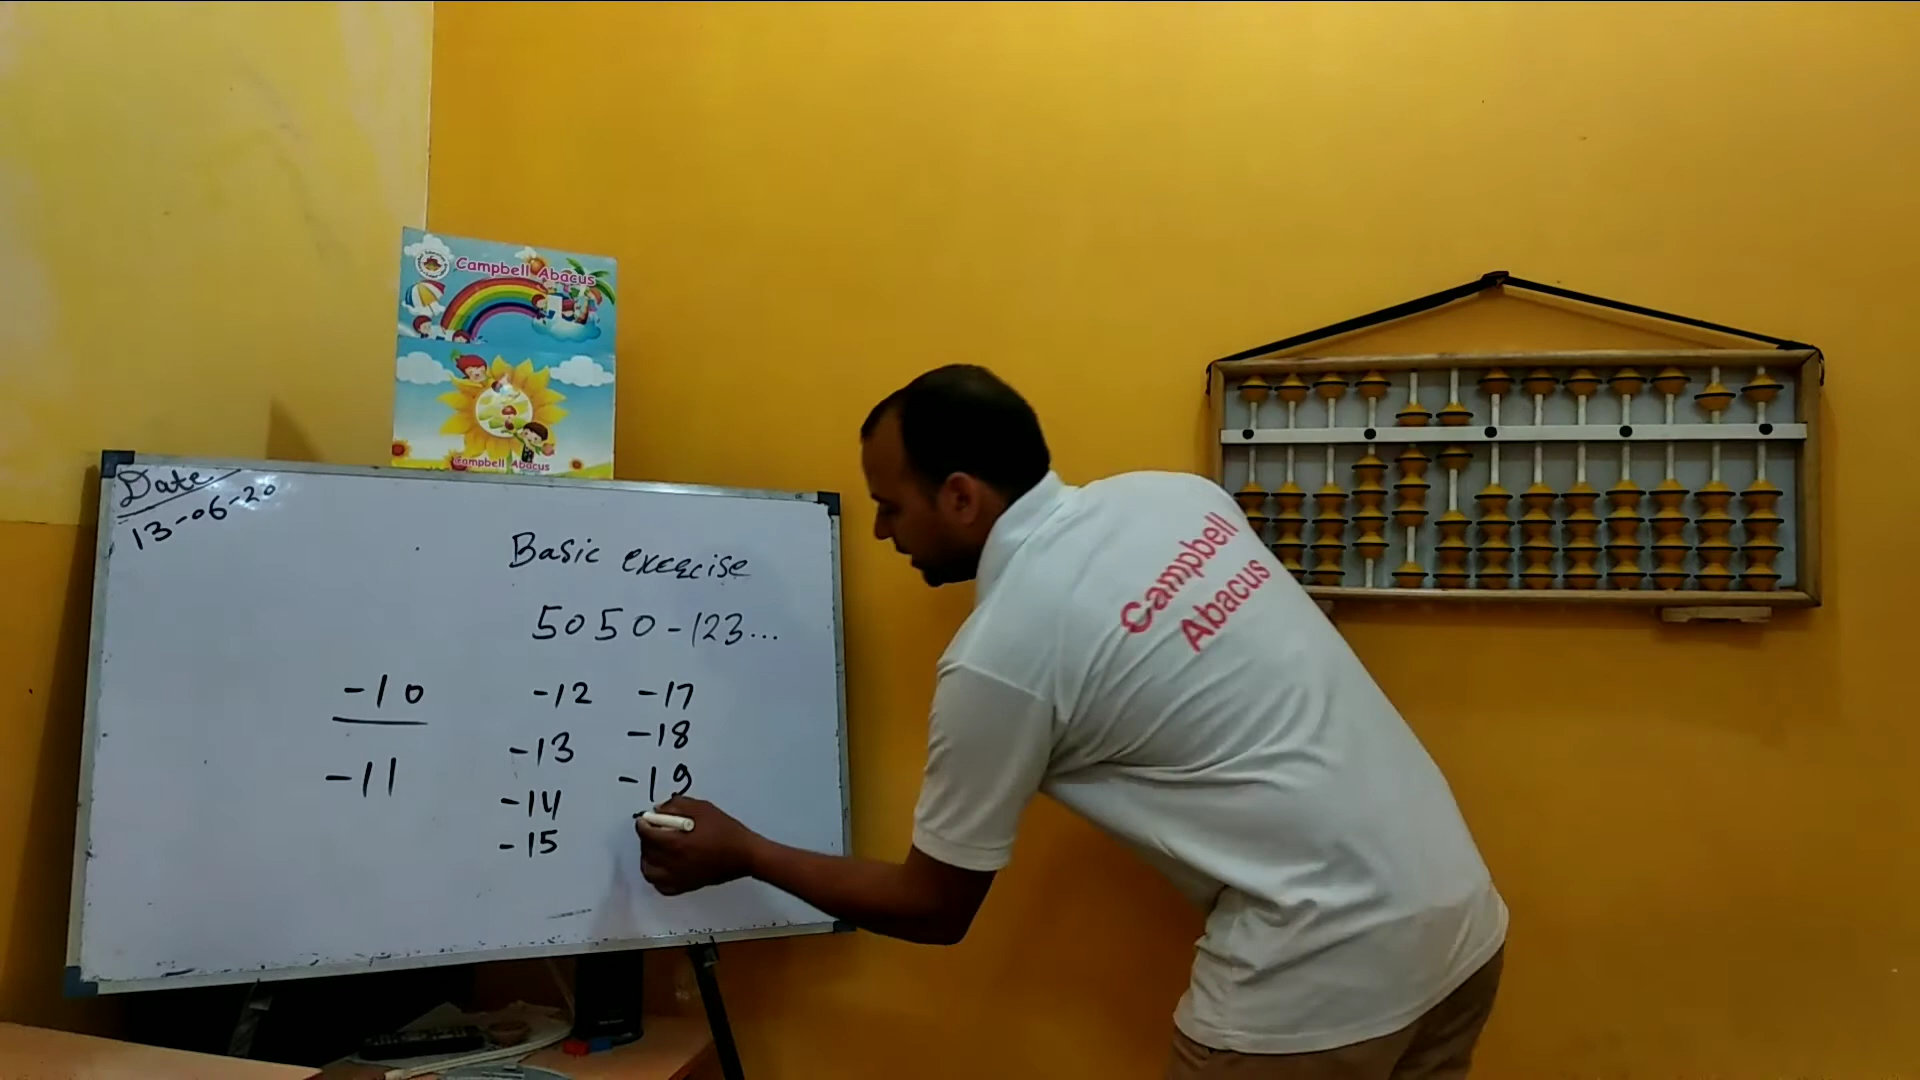 Campbell Abacus
Campbell Abacus
Date
13-06-20
Basic exercise
5050-123...
-10
-11
-12
-13
-14
-15
-17
-18
-19
Campbell
Abacus